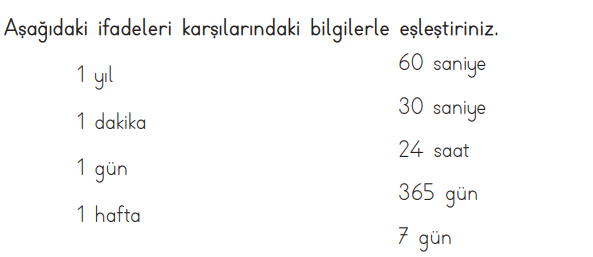 Aşağıdaki ifadeleri karşılarındaki bilgilerle eşleştiriniz.
1 yıl
1 dakika
1 gün
1 hafta
60 saniye
30 saniye
24 saat
365 gün
7 gün